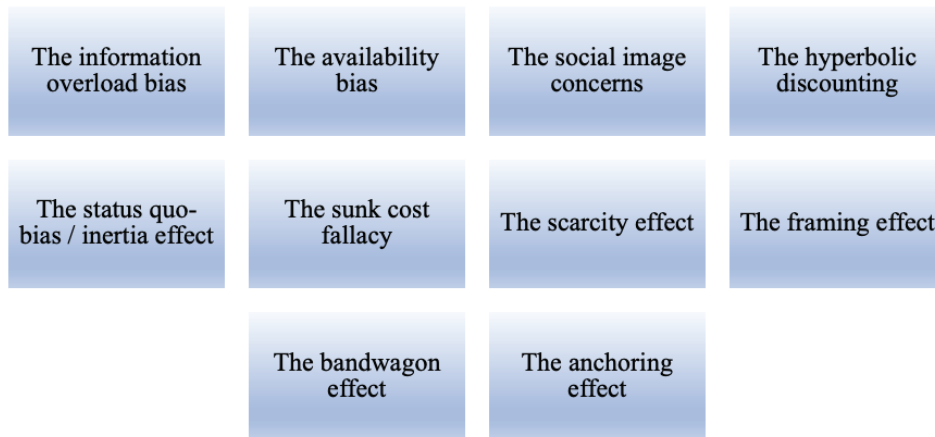 The information
overload bias
The availability
bias
The social image
concerns
The hyperbolic
discounting
The status quo-
bias / inertia effect
The sunk cost
fallacy
The scarcity effect
The framing effect
The bandwagon
effect
The anchoring
effect